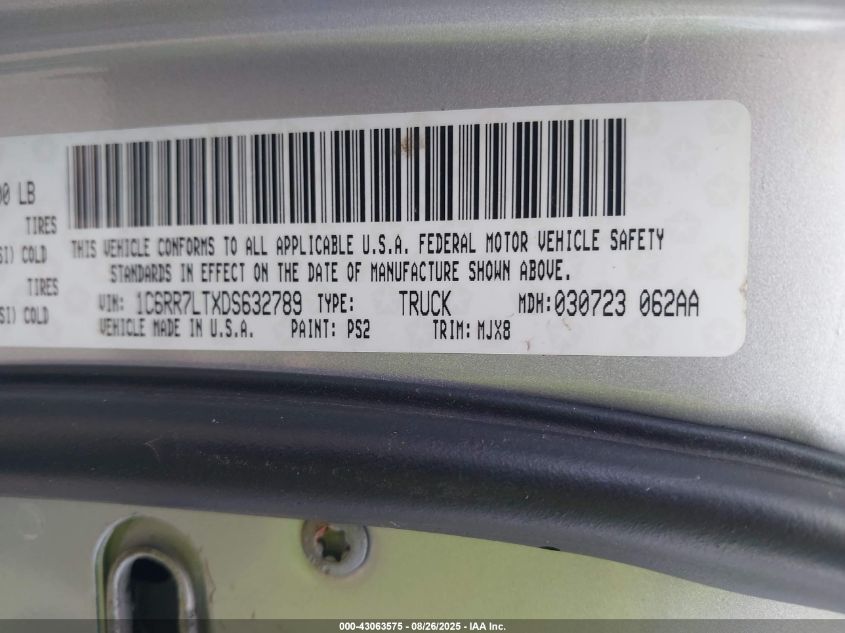 00 LB
TIRES
SI) COLD
TIRES
SI) COLD
THIS VEHICLE CONFORMS TO ALL APPLICABLE U.S.A. FEDERAL MOTOR VEHICLE SAFETY
STANDARDS IN EFFECT ON THE DATE OF MANUFACTURE SHOWN ABOVE.
VIN: 1C6RR7LTXDS632789 TYPE: TRUCK MDH:030723 062AA
VEHICLE MADE IN U.S.A. PAINT: PS2 TRIM: MJX8
000-43063575 - 08/26/2025 - IAA Inc.